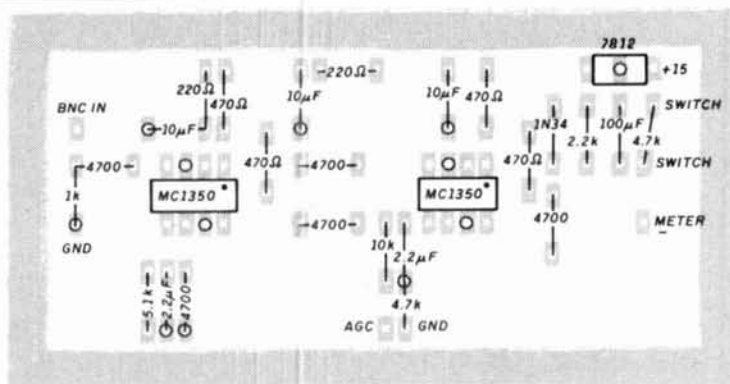 7812
220Ω
+15
220Ω
470Ω
10μF
10μF
470Ω
BNC IN
SWITCH
10μF
1N34
2.2k
100μF
4.7k
4700
470Ω
4700
470Ω
SWITCH
1k
MC1350
MC1350
4700
4700
METER
–
GND
10k
2.2μF
5.1k
2.2μF
4700
4.7k
AGC
GND